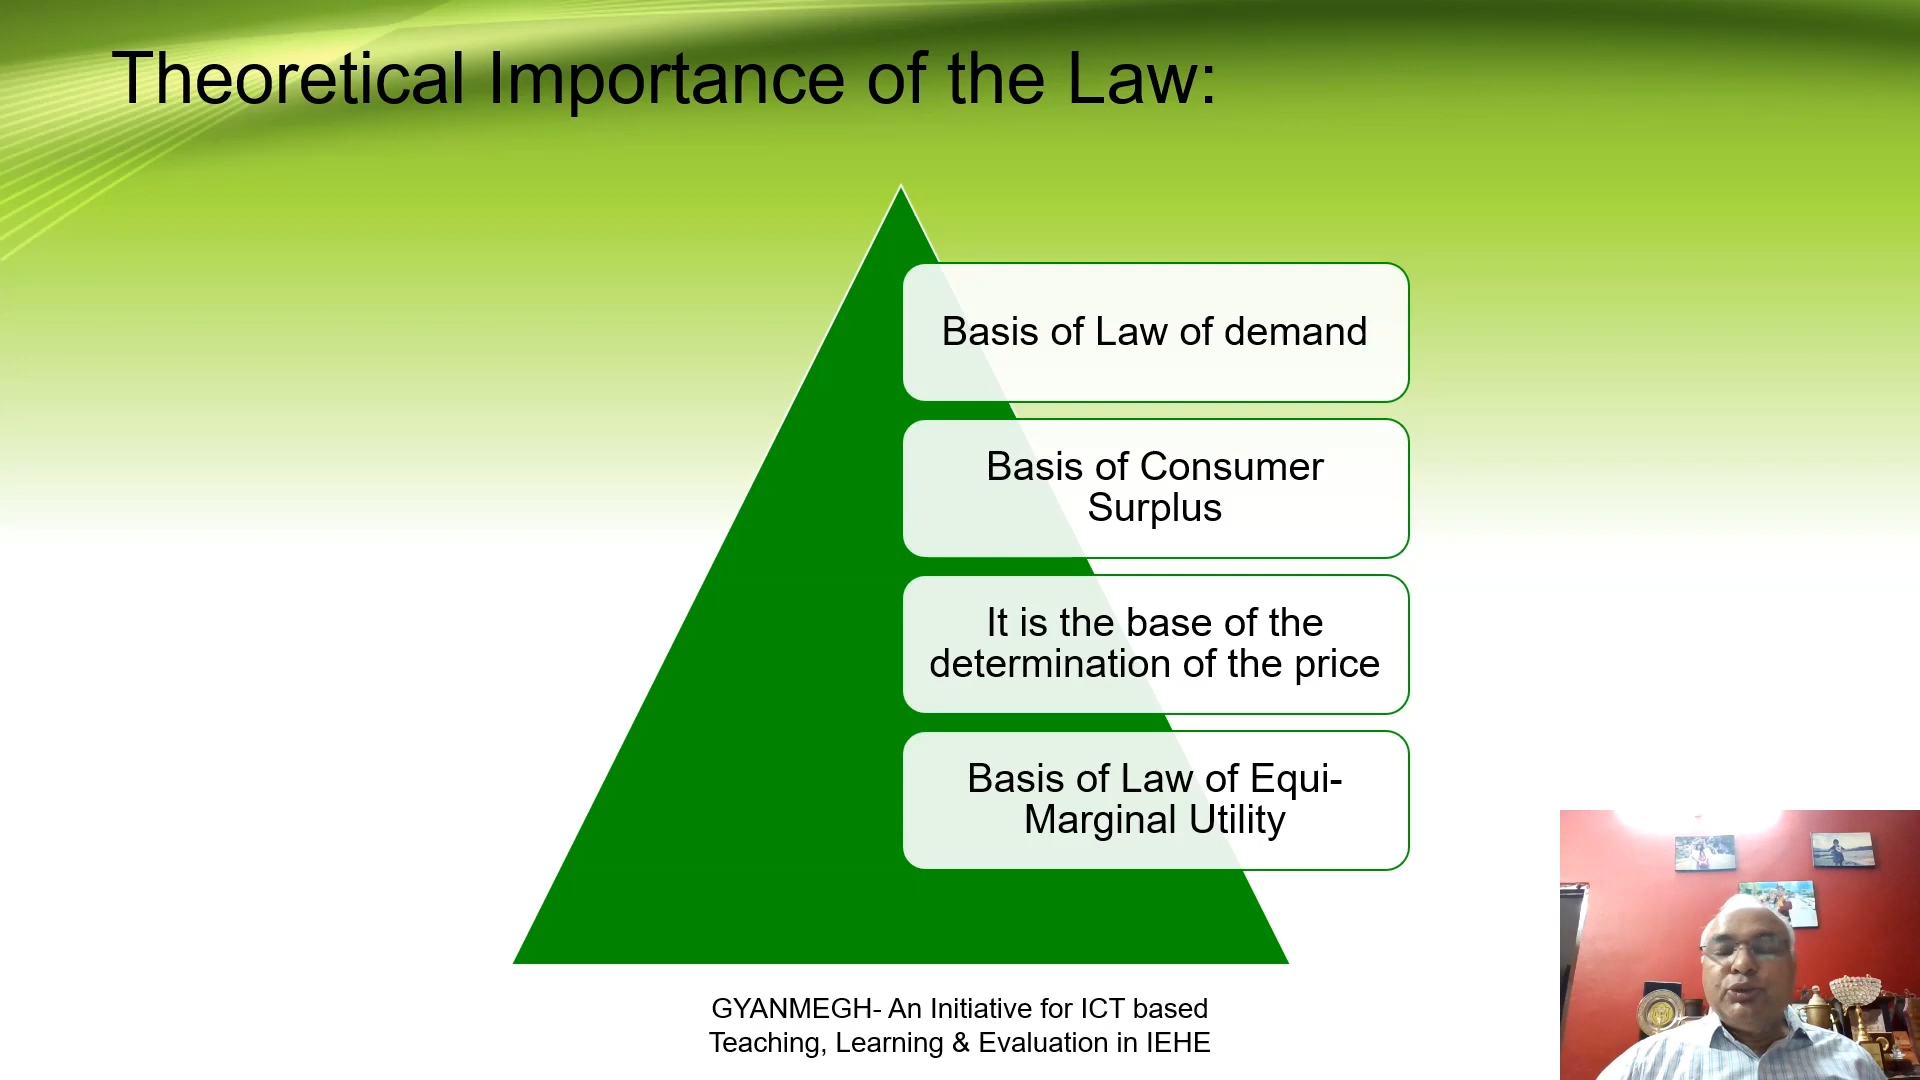 Theoretical Importance of the Law:
Basis of Law of demand
Basis of Consumer
Surplus
It is the base of the
determination of the price
Basis of Law of Equi-
Marginal Utility
GYANMEGH- An Initiative for ICT based
Teaching, Learning & Evaluation in IEHE